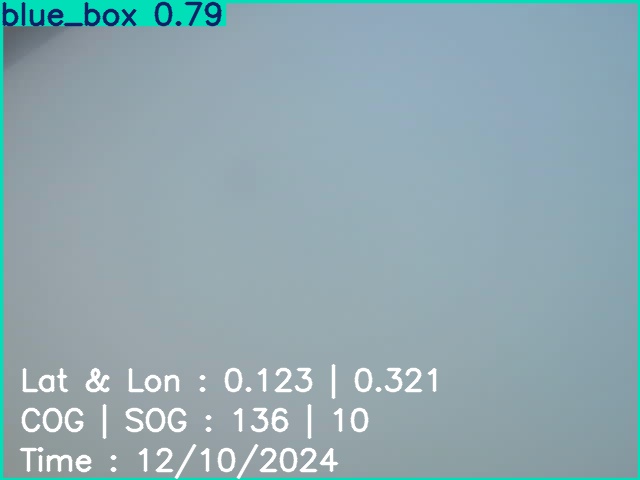 blue_box 0.79
Lat & Lon : 0.123 | 0.321
COG | SOG : 136 | 10
Time : 12/10/2024